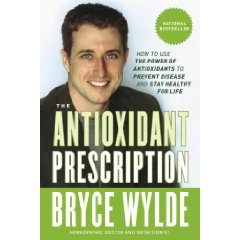 NATIONAL
BESTSELLER
HOW TO USE
THE POWER OF
ANTIOXIDANTS TO
PREVENT DISEASE
AND STAY HEALTHY
FOR LIFE
THE
ANTIOXIDANT
PRESCRIPTION
BRYCE WYLDE
HOMEOPATHIC DOCTOR AND NUTRITIONIST